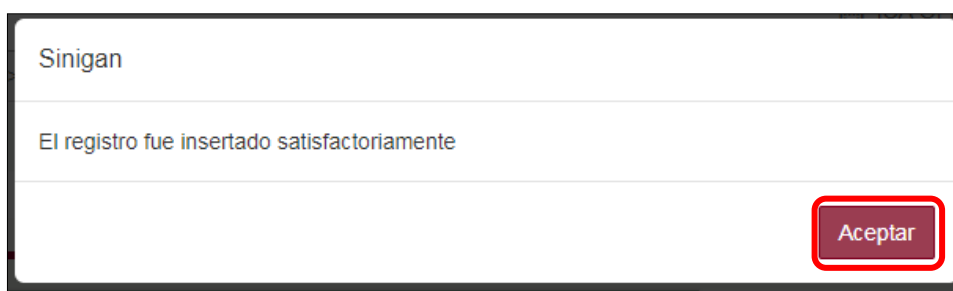 Sinigan
El registro fue insertado satisfactoriamente
Aceptar